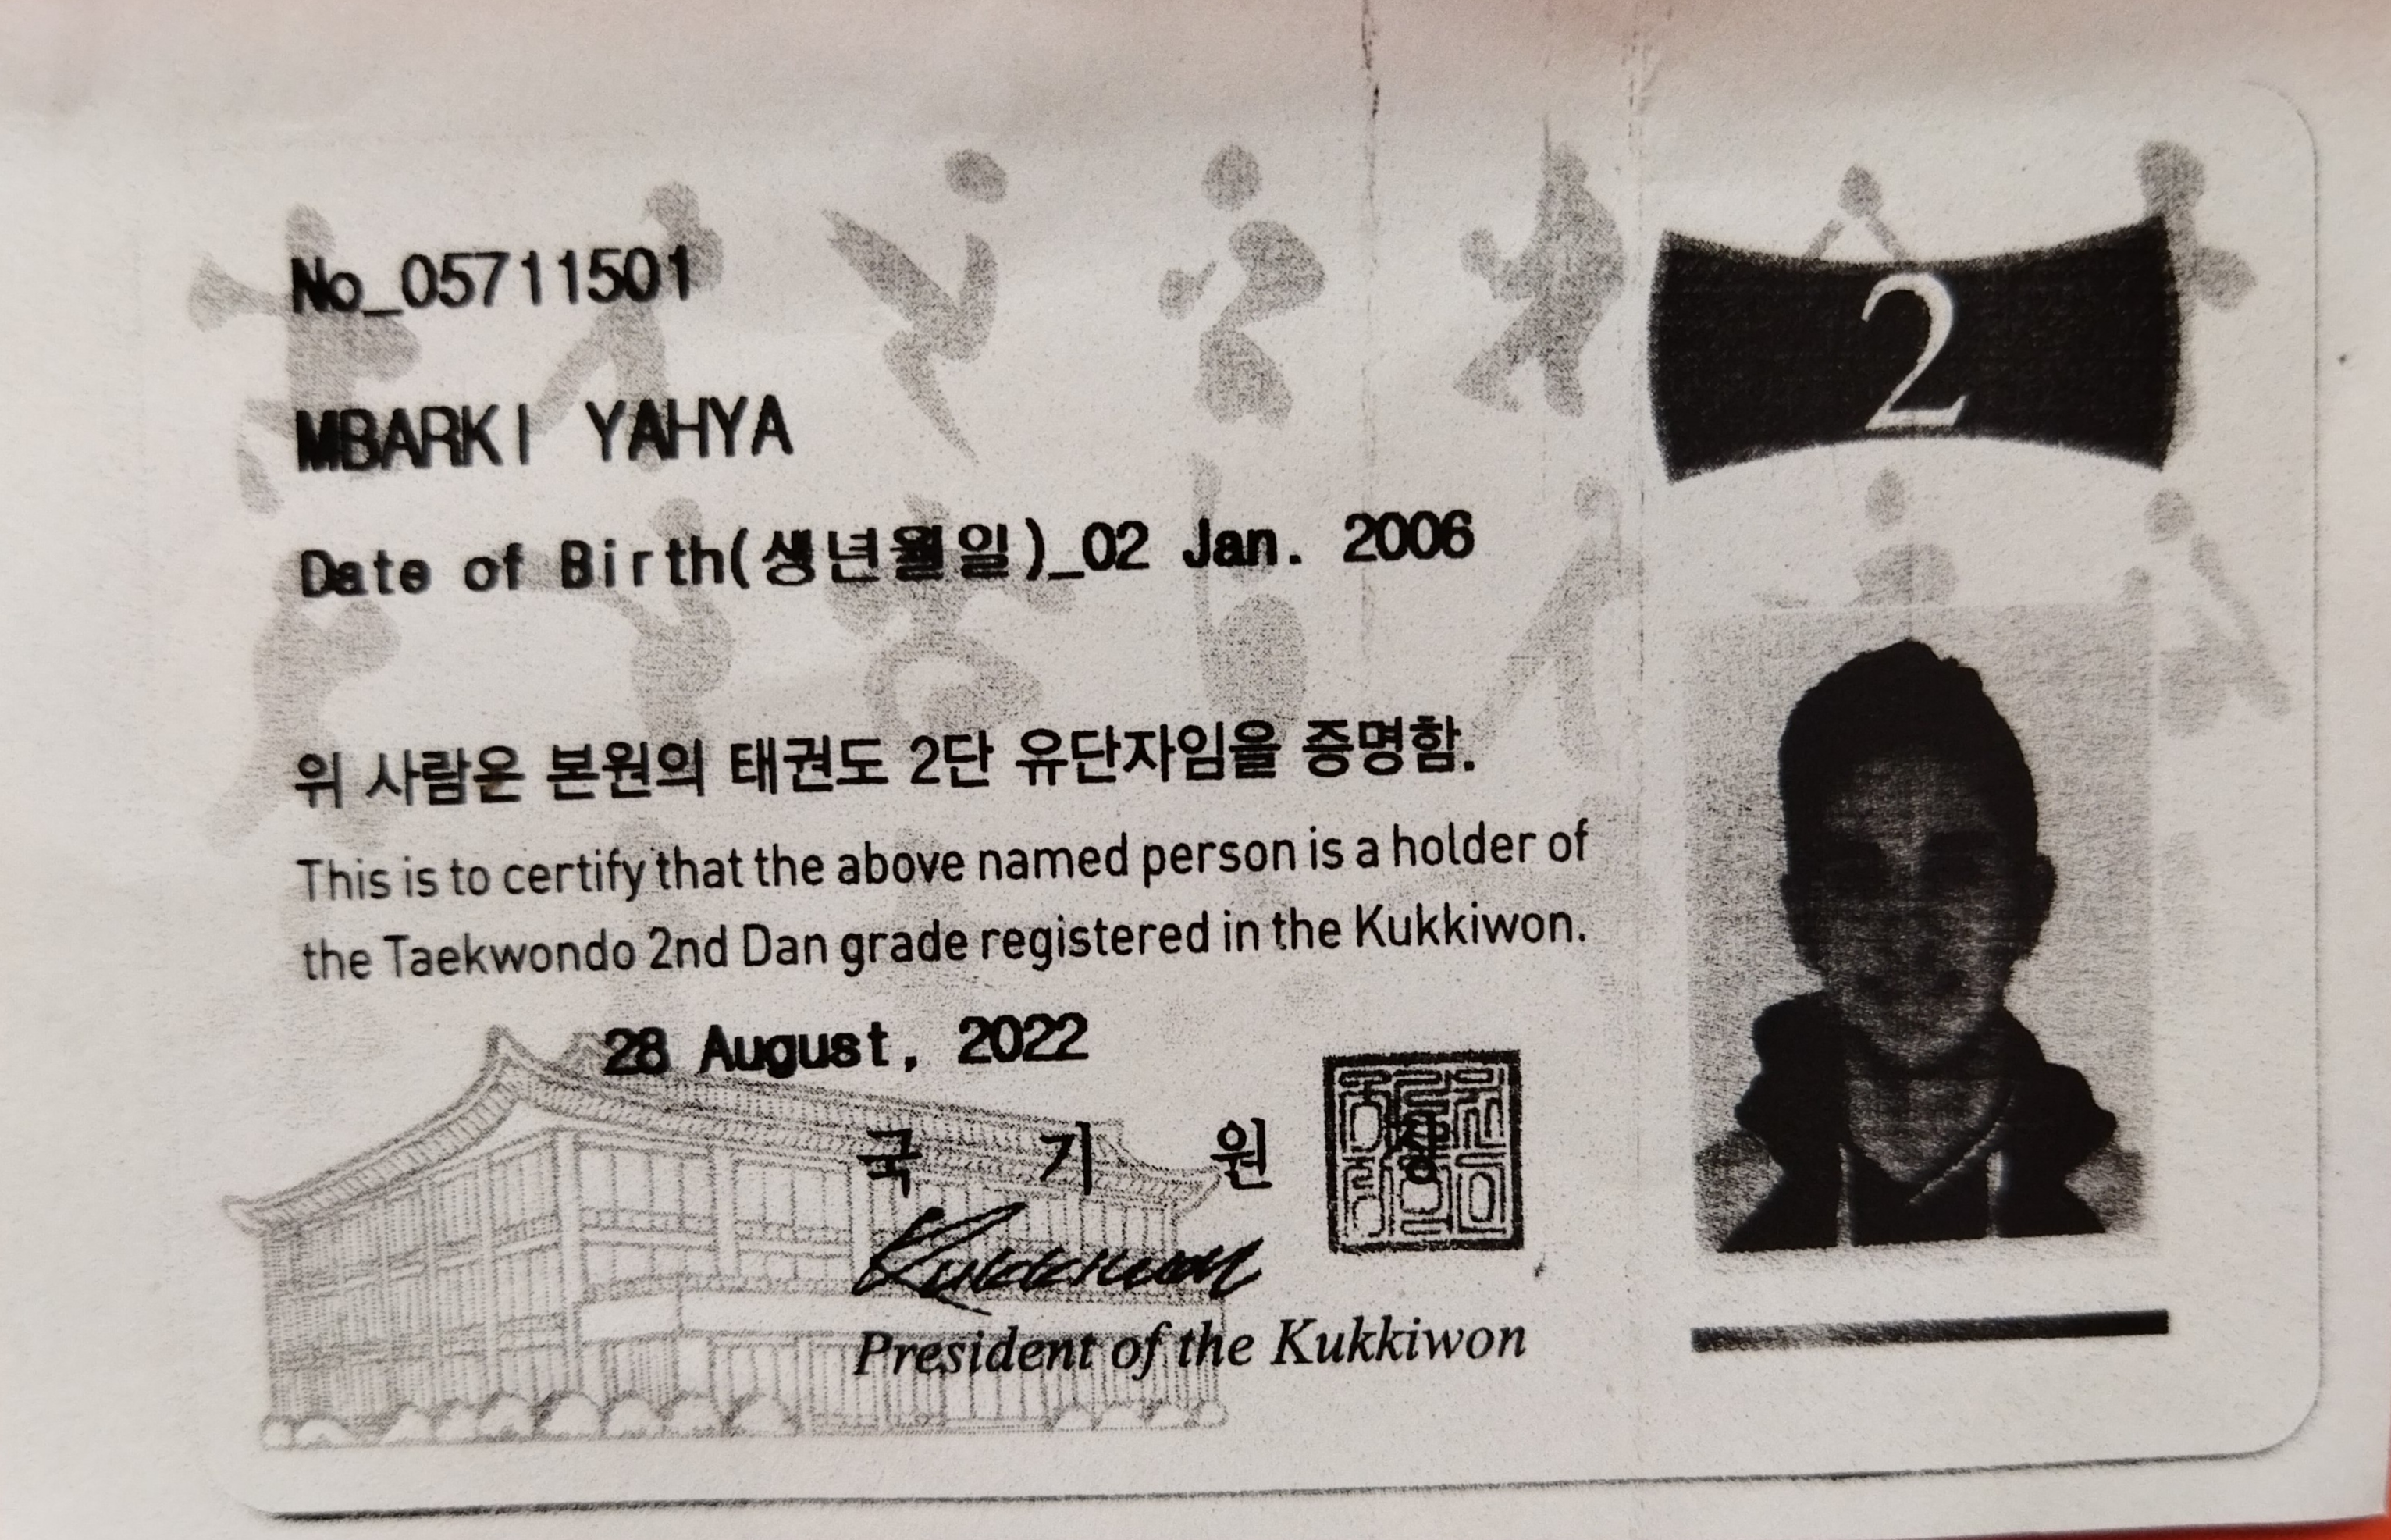 No_05711501
2
MBARKI YAHYA
Date of Birth(생년월일)_02 Jan. 2006
위 사람은 본원의 태권도 2단 유단자임을 증명함.
This is to certify that the above named person is a holder of
the Taekwondo 2nd Dan grade registered in the Kukkiwon.
28 August, 2022
국 기 원
Kukkiwon
President of the Kukkiwon